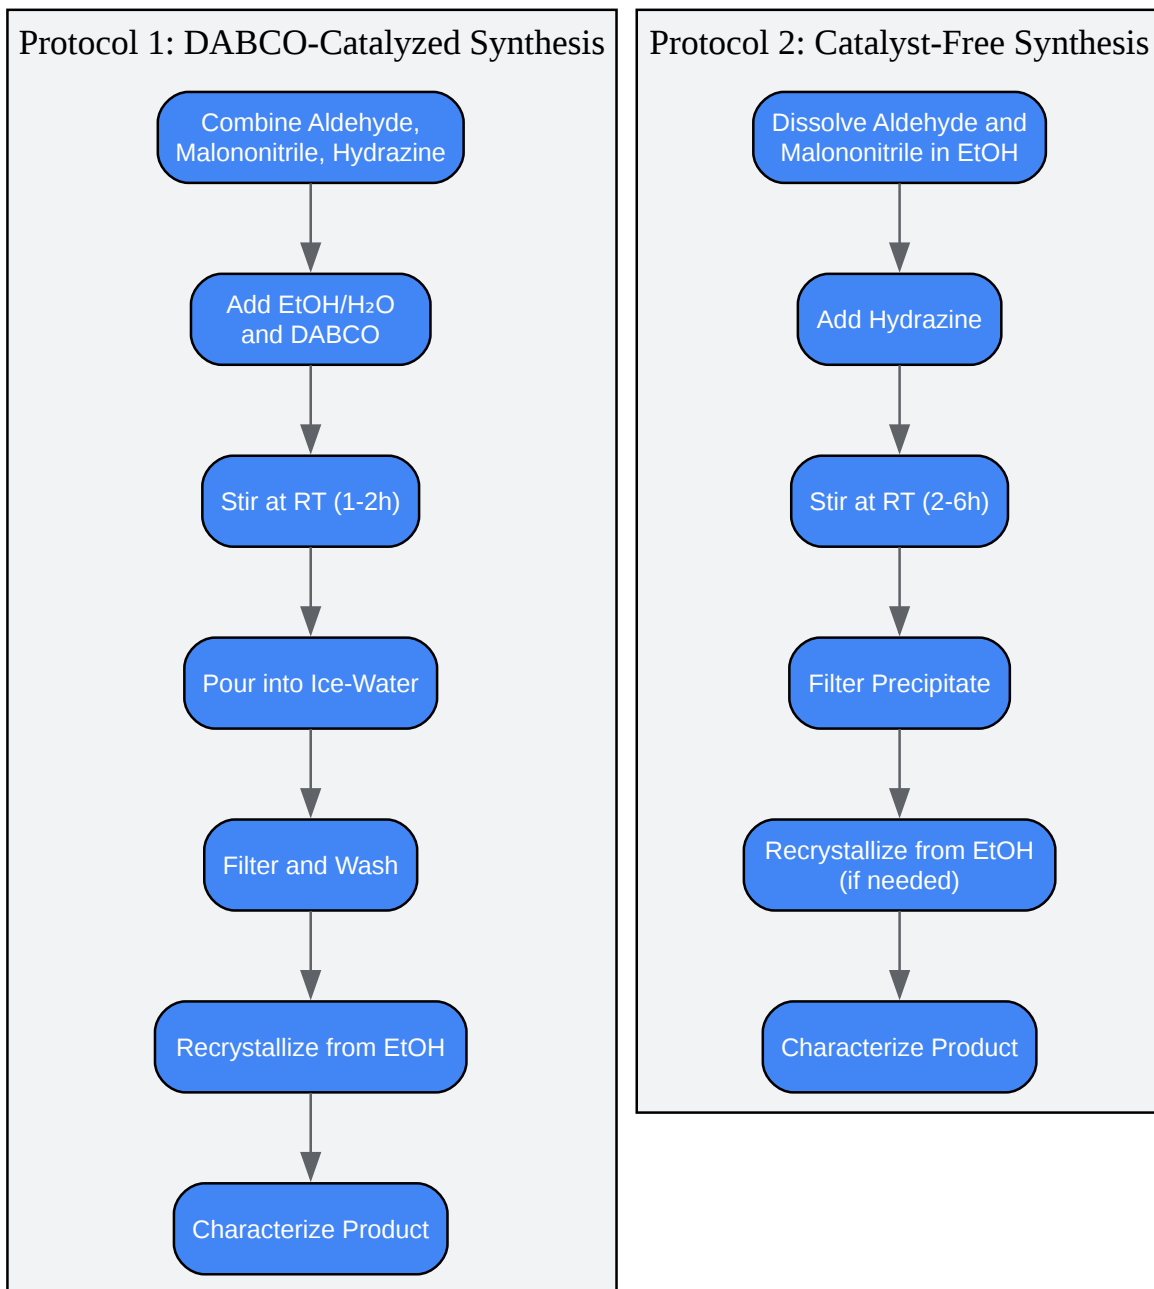 Protocol 1: DABCO-Catalyzed Synthesis
Combine Aldehyde,
Malononitrile, Hydrazine
Add EtOH/H₂O
and DABCO
Stir at RT (1-2h)
Pour into Ice-Water
Filter and Wash
Recrystallize from EtOH
Characterize Product
Protocol 2: Catalyst-Free Synthesis
Dissolve Aldehyde and
Malononitrile in EtOH
Add Hydrazine
Stir at RT (2-6h)
Filter Precipitate
Recrystallize from EtOH
(if needed)
Characterize Product